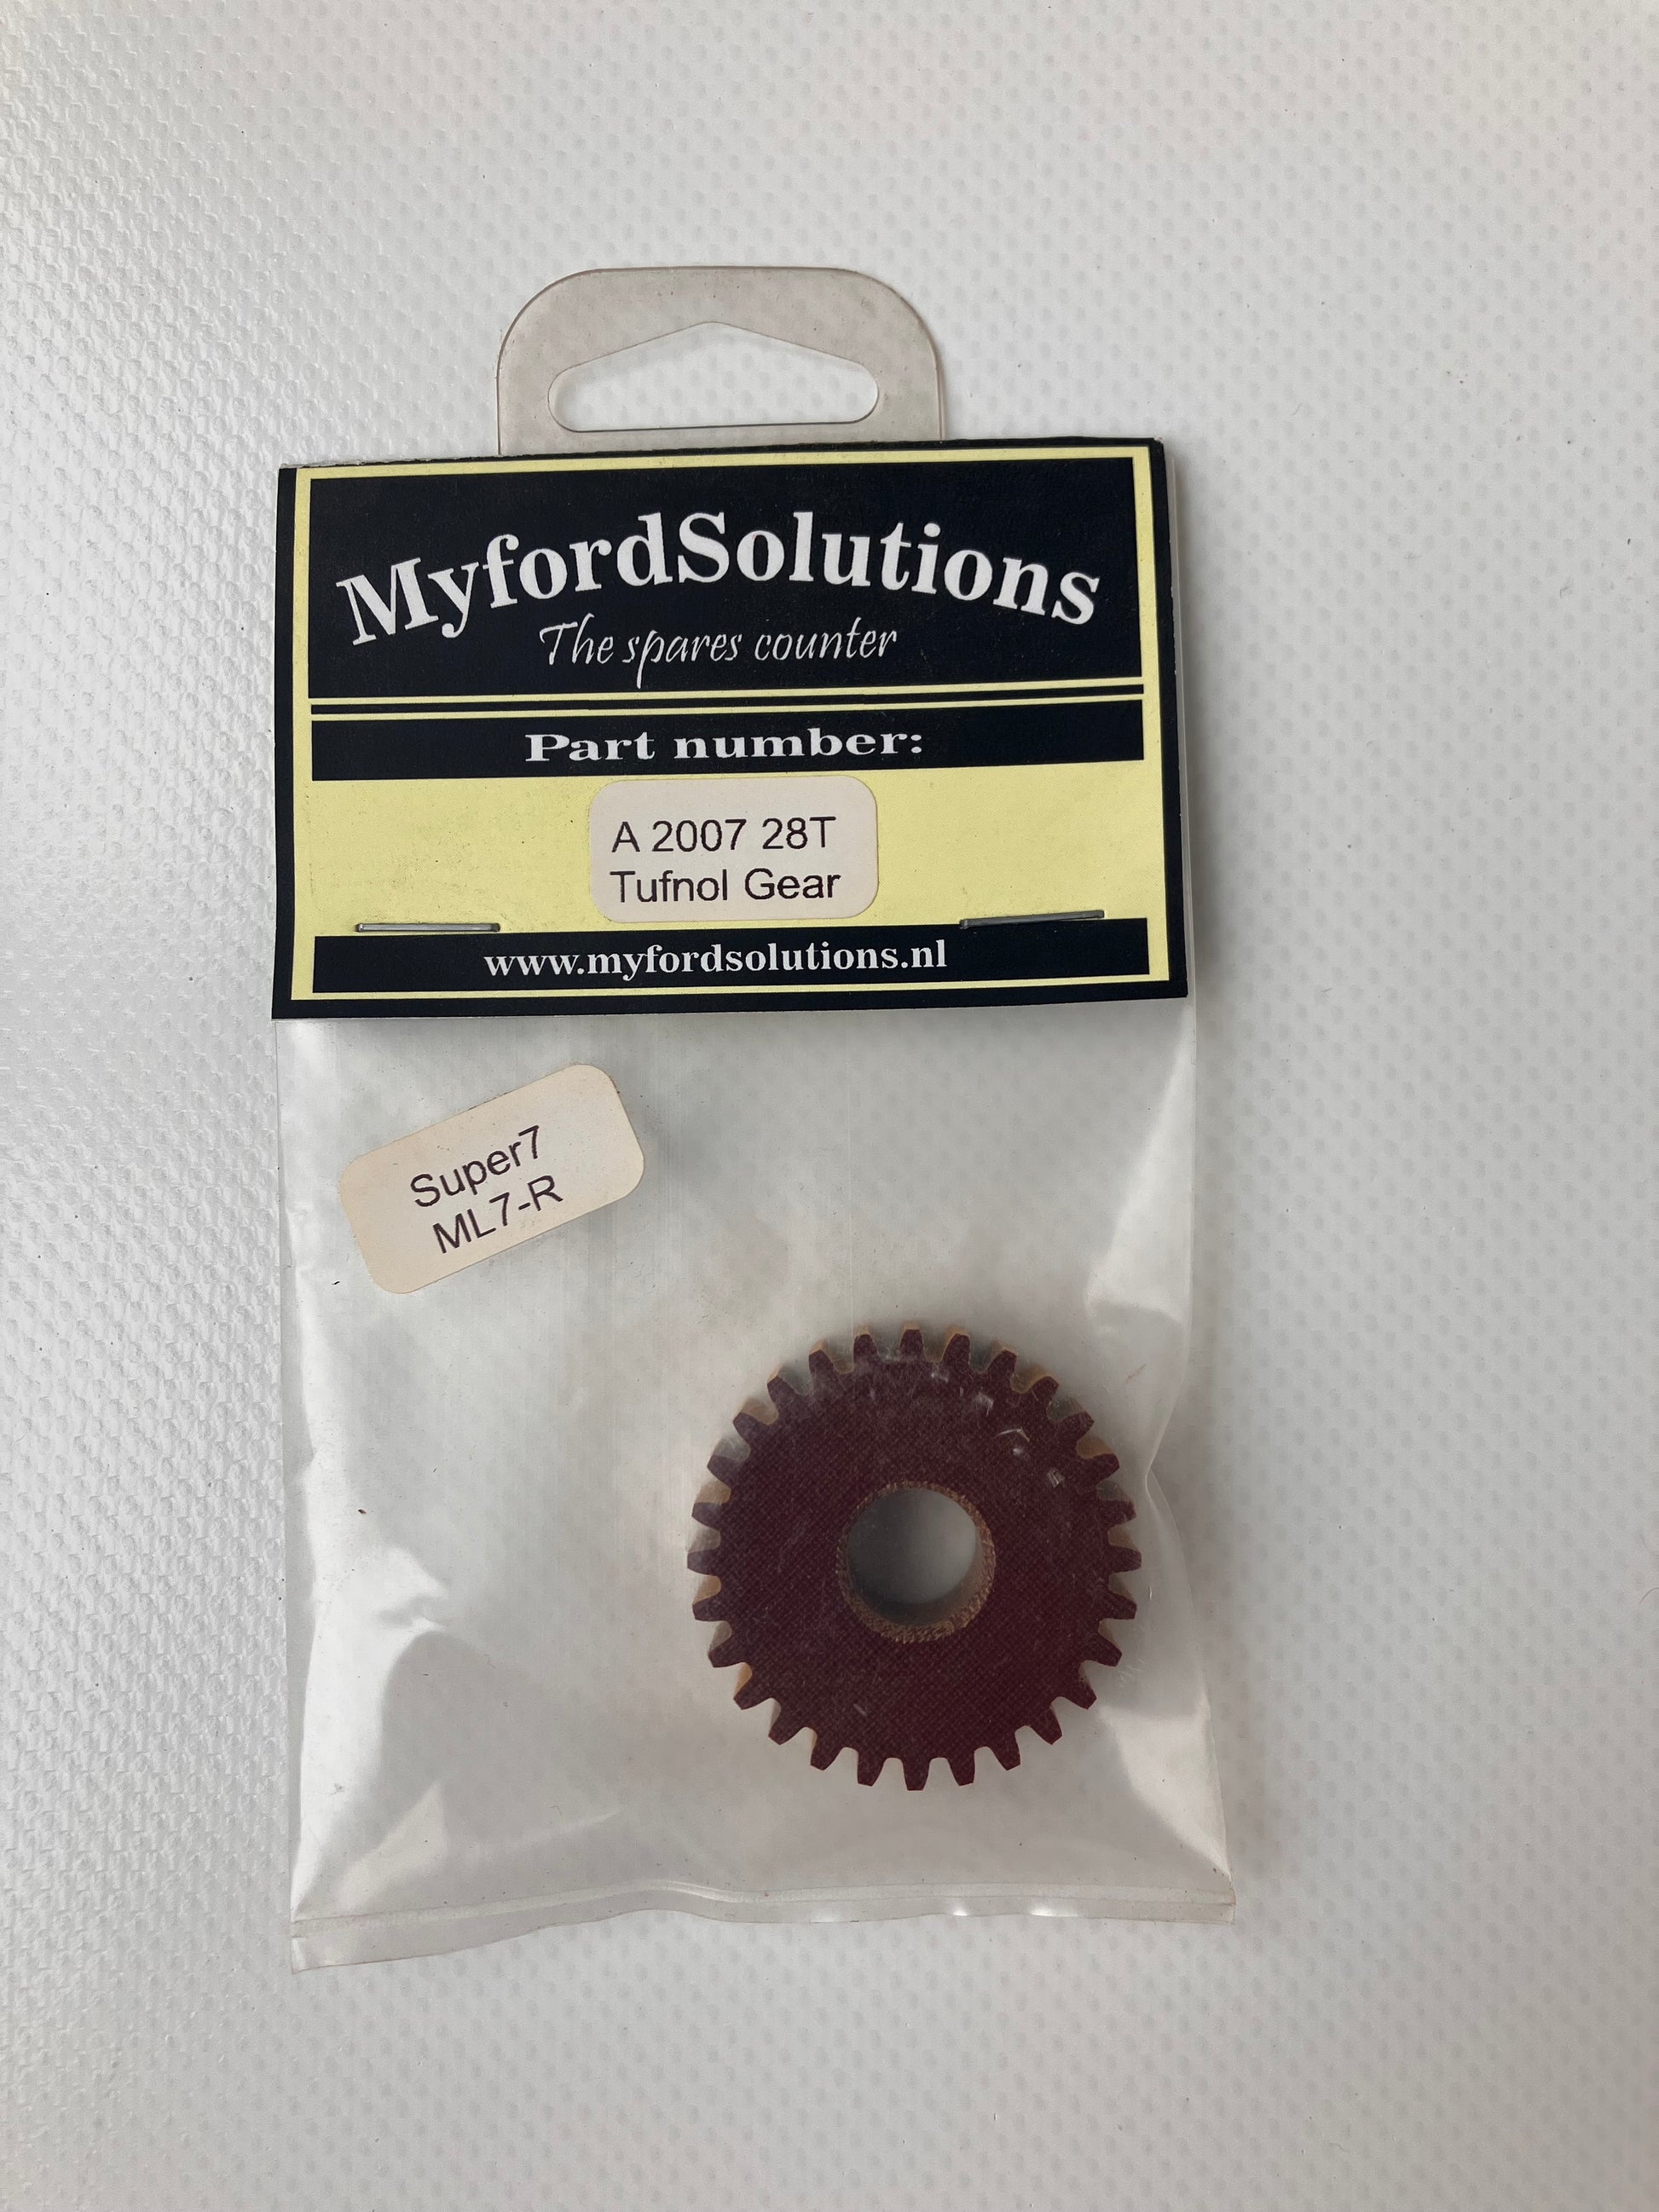 MyfordSolutions
The spares counter
Part number:
A 2007 28T
Tufnol Gear
www.myfordsolutions.nl
Super7
ML7-R